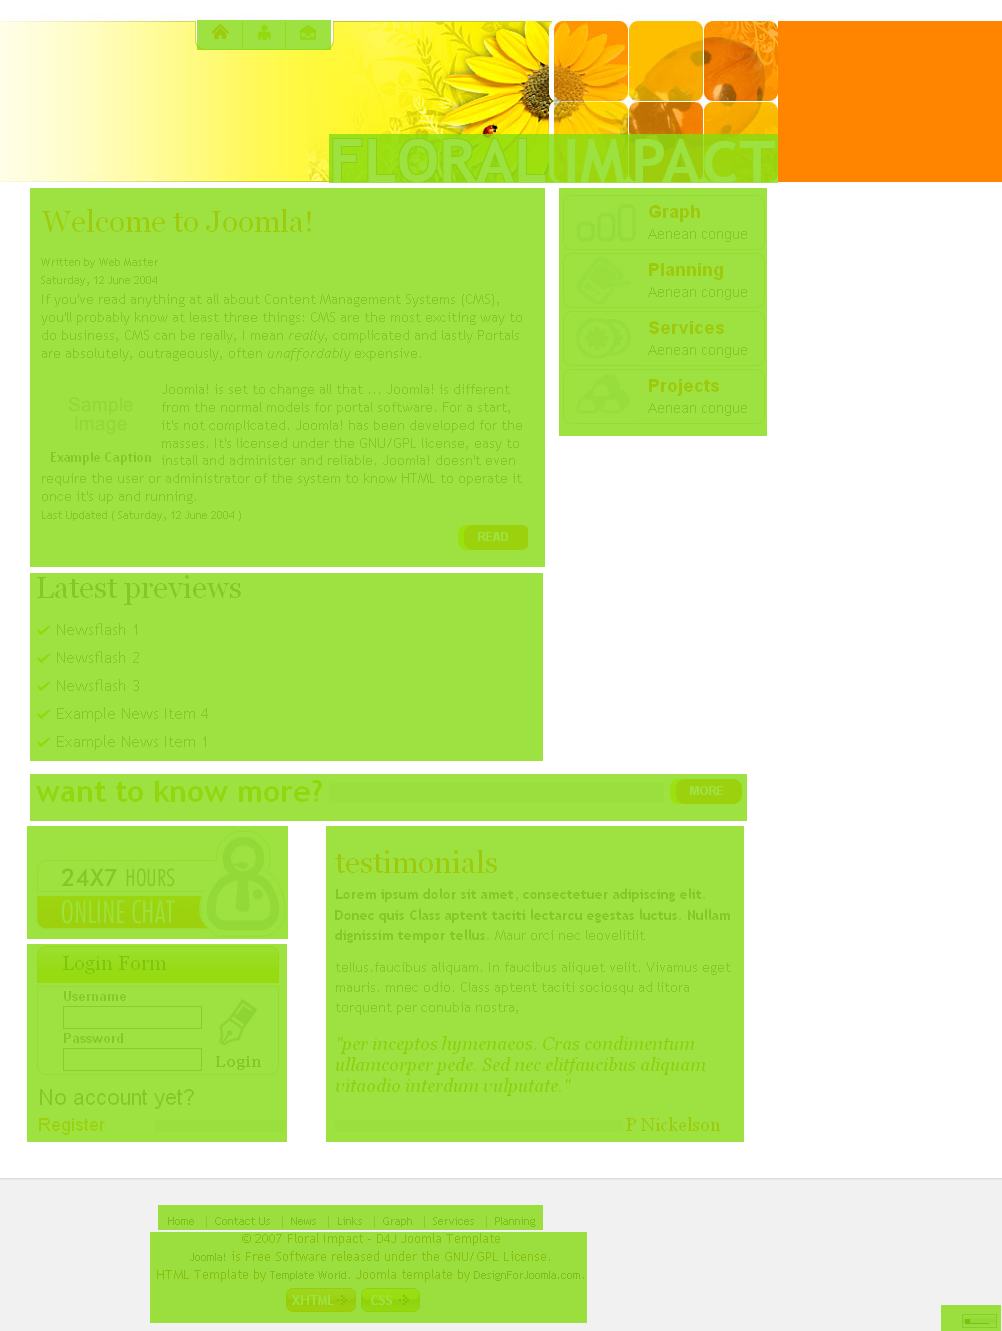 FLORAL IMPACT
Welcome to Joomla!
Written by Web Master
Saturday, 12 June 2004
If you've read anything at all about Content Management Systems (CMS),
you'll probably know at least three things: CMS are the most exciting way to
do business, CMS can be really, I mean really, complicated and lastly Portals
are absolutely, outrageously, often unaffordably expensive.
Sample
Image
Example Caption
Joomla! is set to change all that ... Joomla! is different
from the normal models for portal software. For a start,
it's not complicated. Joomla! has been developed for the
masses. It's licensed under the GNU/GPL license, easy to
install and administer and reliable. Joomla! doesn't even
require the user or administrator of the system to know HTML to operate it
once it's up and running.
Last Updated ( Saturday, 12 June 2004 )
READ
Graph
Aenean congue
Planning
Aenean congue
Services
Aenean congue
Projects
Aenean congue
Latest previews
Newsflash 1
Newsflash 2
Newsflash 3
Example News Item 4
Example News Item 1
want to know more?
MORE
24X7 HOURS
ONLINE CHAT
Login Form
Username
Password
Login
No account yet?
Register
testimonials
Lorem ipsum dolor sit amet, consectetuer adipiscing elit.
Donec quis Class aptent taciti lectarcu egestas luctus. Nullam
dignissim tempor tellus. Maur orci nec leovelitlit
tellus.faucibus aliquam. In faucibus aliquet velit. Vivamus eget
mauris. mnec odio. Class aptent taciti sociosqu ad litora
torquent per conubia nostra,
"per inceptos hymenaeos. Cras condimentum
ullamcorper pede. Sed nec elitfaucibus aliquam
vitaodio interdum vulputate."
P Nickelson
Home | Contact Us | News | Links | Graph | Services | Planning
© 2007 Floral Impact - D4J Joomla Template
Joomla! is Free Software released under the GNU/GPL License.
HTML Template by Template World. Joomla template by DesignForJoomla.com.
XHTML CSS